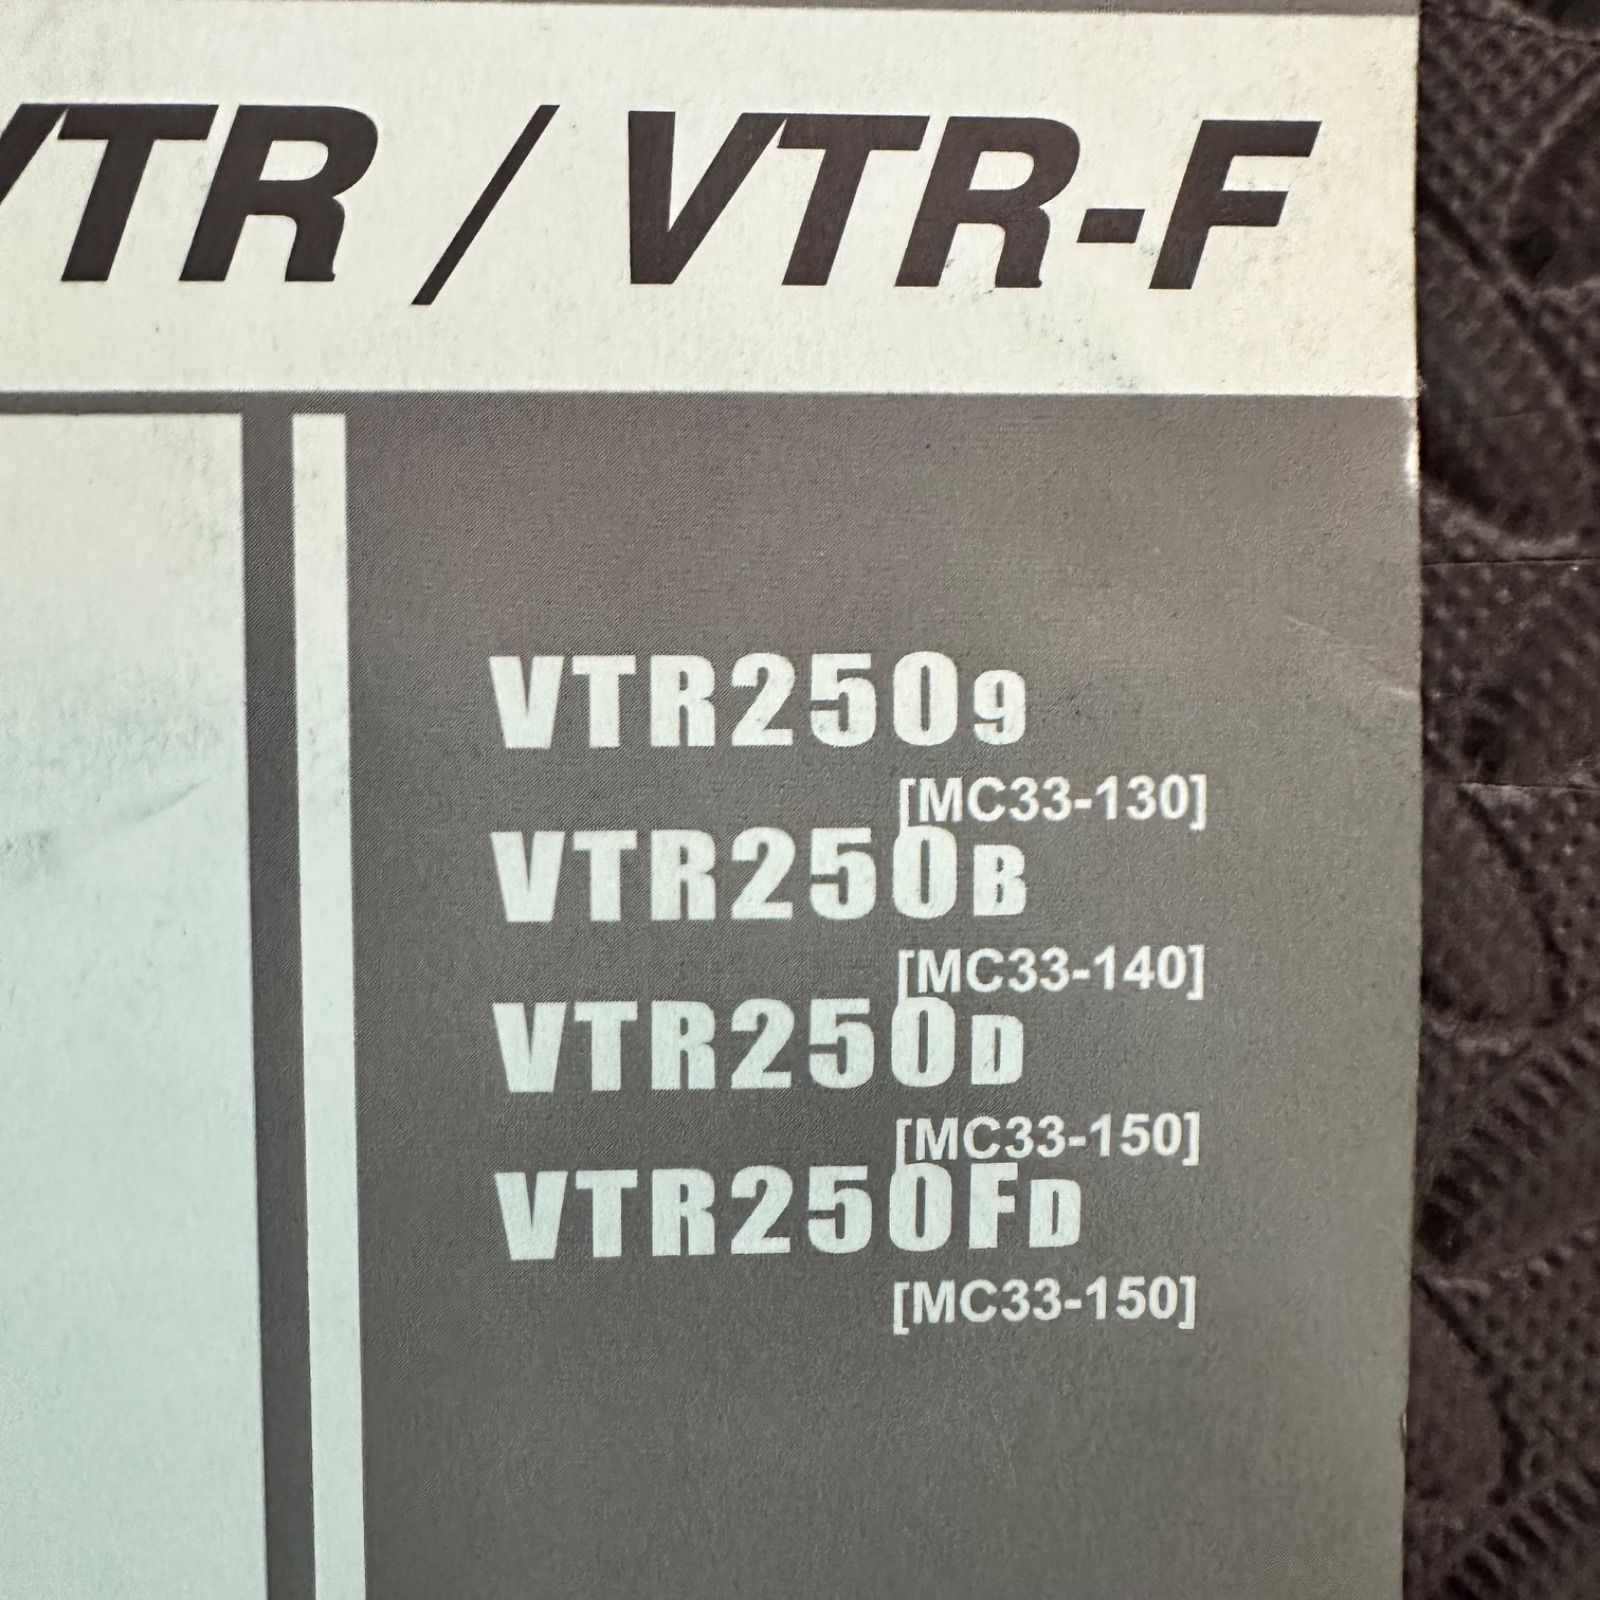 VTR / VTR-F
VTR2509
[MC33-130]
VTR250B
[MC33-140]
VTR250D
[MC33-150]
VTR250FD
[MC33-150]